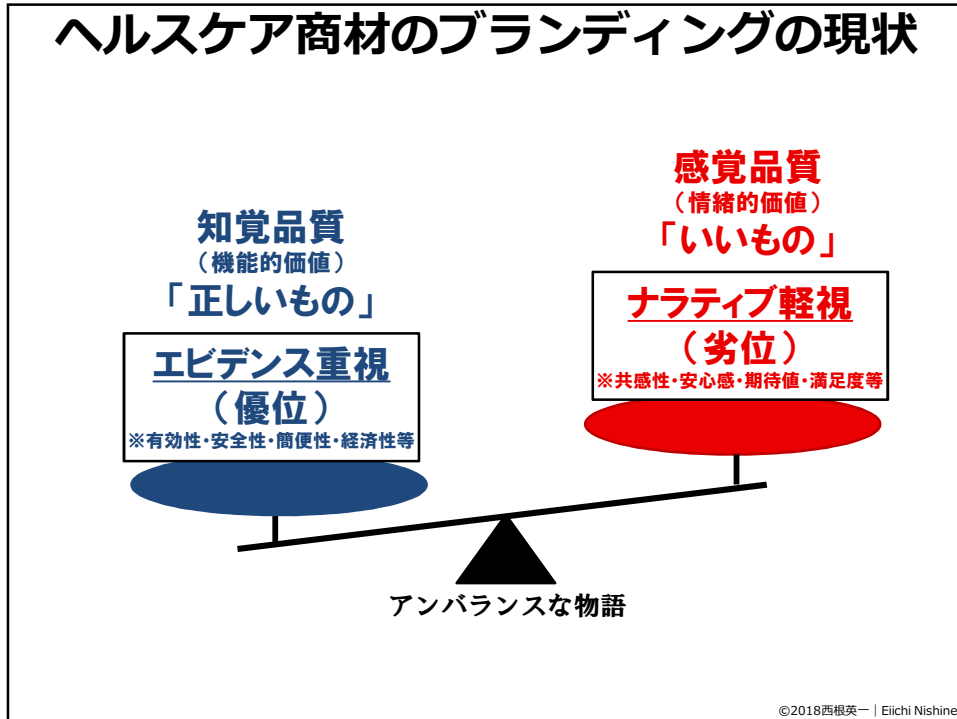 ヘルスケア商材のブランディングの現状
知覚品質
（機能的価値）
「正しいもの」
エビデンス重視
（優位）
※有効性・安全性・簡便性・経済性等
感覚品質
（情緒的価値）
「いいもの」
ナラティブ軽視
（劣位）
※共感性・安心感・期待値・満足度等
アンバランスな物語
©2018西根英一｜Eiichi Nishine